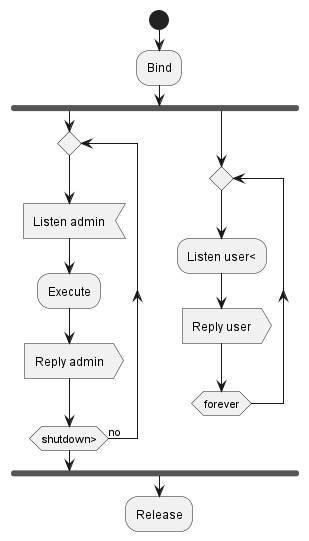 Bind
Listen admin
Execute
Reply admin
shutdown>
no
Listen user<
Reply user
forever
Release